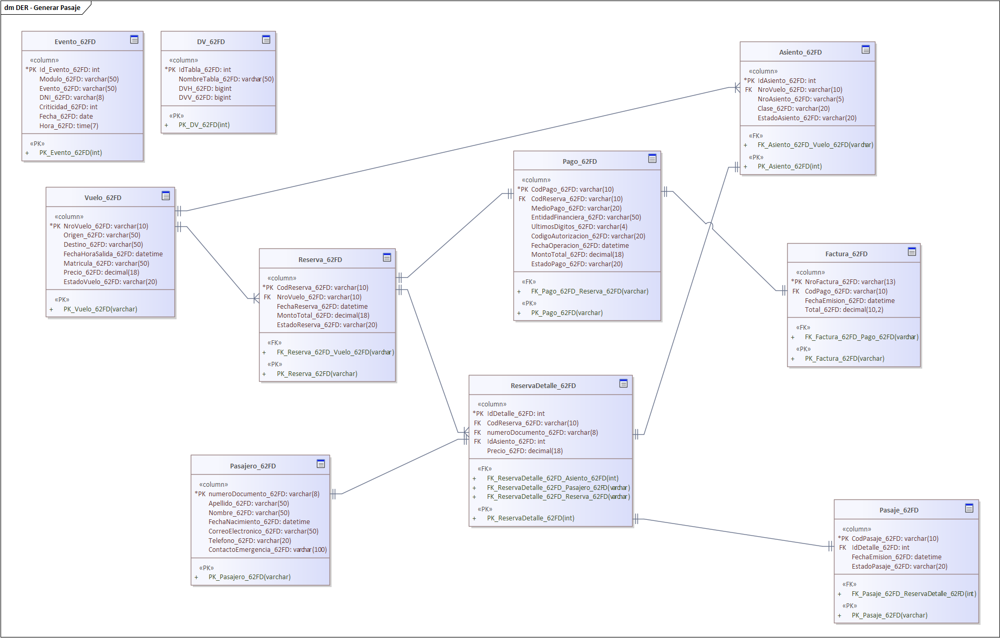 dm DER - Generar Pasaje
Evento_62FD
«column»
*PK Id_Evento_62FD: int
Modulo_62FD: varchar(50)
Evento_62FD: varchar(50)
DNI_62FD: varchar(8)
Criticidad_62FD: int
Fecha_62FD: date
Hora_62FD: time(7)
«PK»
+ PK_Evento_62FD(int)
DV_62FD
«column»
*PK IdTabla_62FD: int
NombreTabla_62FD: varchar(50)
DVH_62FD: bigint
DVV_62FD: bigint
«PK»
+ PK_DV_62FD(int)
Asiento_62FD
«column»
*PK IdAsiento_62FD: int
FK NroVuelo_62FD: varchar(10)
NroAsiento_62FD: varchar(5)
Clase_62FD: varchar(20)
EstadoAsiento_62FD: varchar(20)
«FK»
+ FK_Asiento_62FD_Vuelo_62FD(varchar)
«PK»
+ PK_Asiento_62FD(int)
Pago_62FD
«column»
*PK CodPago_62FD: varchar(10)
FK CodReserva_62FD: varchar(10)
MedioPago_62FD: varchar(20)
EntidadFinanciera_62FD: varchar(50)
UltimosDigitos_62FD: varchar(4)
CodigoAutorizacion_62FD: varchar(20)
FechaOperacion_62FD: datetime
MontoTotal_62FD: decimal(18)
EstadoPago_62FD: varchar(20)
«FK»
+ FK_Pago_62FD_Reserva_62FD(varchar)
«PK»
+ PK_Pago_62FD(varchar)
Vuelo_62FD
«column»
*PK NroVuelo_62FD: varchar(10)
Origen_62FD: varchar(50)
Destino_62FD: varchar(50)
FechaHoraSalida_62FD: datetime
Matricula_62FD: varchar(50)
Precio_62FD: decimal(18)
EstadoVuelo_62FD: varchar(20)
«PK»
+ PK_Vuelo_62FD(varchar)
Reserva_62FD
«column»
*PK CodReserva_62FD: varchar(10)
FK NroVuelo_62FD: varchar(10)
FechaReserva_62FD: datetime
MontoTotal_62FD: decimal(18)
EstadoReserva_62FD: varchar(20)
«FK»
+ FK_Reserva_62FD_Vuelo_62FD(varchar)
«PK»
+ PK_Reserva_62FD(varchar)
Factura_62FD
«column»
*PK NroFactura_62FD: varchar(13)
FK CodPago_62FD: varchar(10)
FechaEmision_62FD: datetime
Total_62FD: decimal(10,2)
«FK»
+ FK_Factura_62FD_Pago_62FD(varchar)
«PK»
+ PK_Factura_62FD(varchar)
ReservaDetalle_62FD
«column»
*PK IdDetalle_62FD: int
FK CodReserva_62FD: varchar(10)
FK numeroDocumento_62FD: varchar(8)
FK IdAsiento_62FD: int
Precio_62FD: decimal(18)
«FK»
+ FK_ReservaDetalle_62FD_Asiento_62FD(int)
+ FK_ReservaDetalle_62FD_Pasajero_62FD(varchar)
+ FK_ReservaDetalle_62FD_Reserva_62FD(varchar)
«PK»
+ PK_ReservaDetalle_62FD(int)
Pasajero_62FD
«column»
*PK numeroDocumento_62FD: varchar(8)
Apellido_62FD: varchar(50)
Nombre_62FD: varchar(50)
FechaNacimiento_62FD: datetime
CorreoElectronico_62FD: varchar(50)
Telefono_62FD: varchar(20)
ContactoEmergencia_62FD: varchar(100)
«PK»
+ PK_Pasajero_62FD(varchar)
Pasaje_62FD
«column»
*PK CodPasaje_62FD: varchar(10)
FK IdDetalle_62FD: int
FechaEmision_62FD: datetime
EstadoPasaje_62FD: varchar(20)
«FK»
+ FK_Pasaje_62FD_ReservaDetalle_62FD(int)
«PK»
+ PK_Pasaje_62FD(varchar)